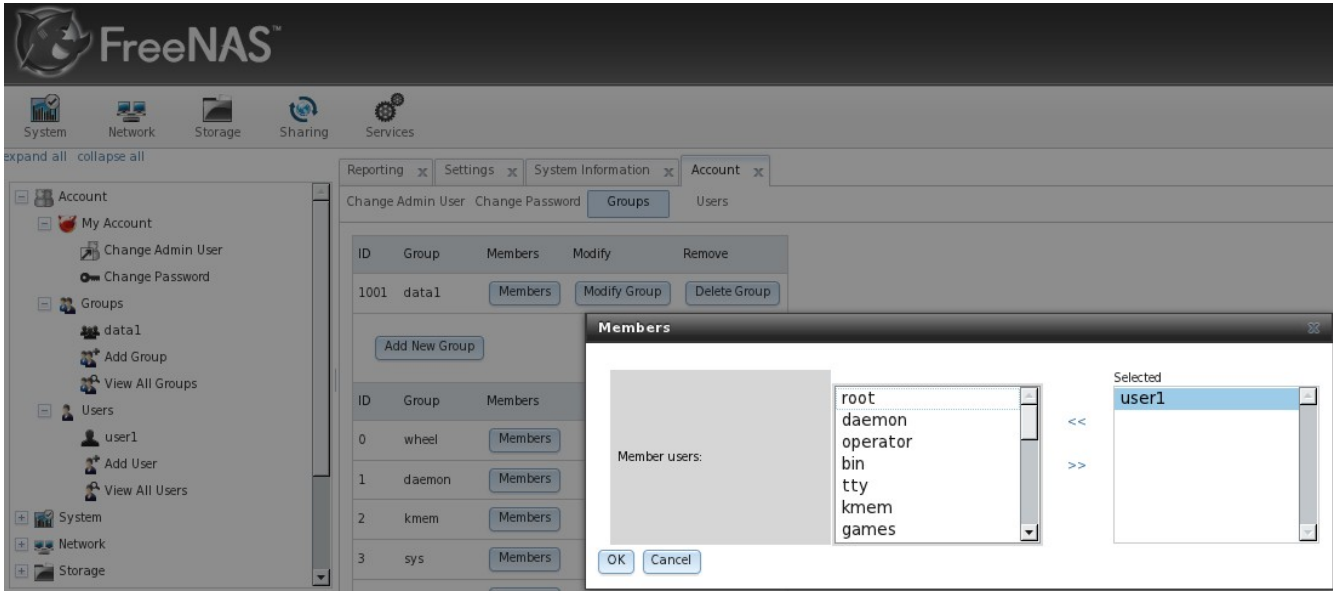 FreeNAS™
System Network Storage Sharing Services
expand all collapse all
Account
My Account
Change Admin User
Change Password
Groups
data1
Add Group
View All Groups
Users
user1
Add User
View All Users
System
Network
Storage
Reporting x Settings x System Information x Account x
Change Admin User Change Password Groups Users
ID Group Members Modify Remove
1001 data1 Members Modify Group Delete Group
Add New Group
ID Group Members
0 wheel Members
1 daemon Members
2 kmem Members
3 sys Members
Members
Member users:
root
daemon
operator
bin
tty
kmem
games
<<
>>
Selected
user1
OK Cancel